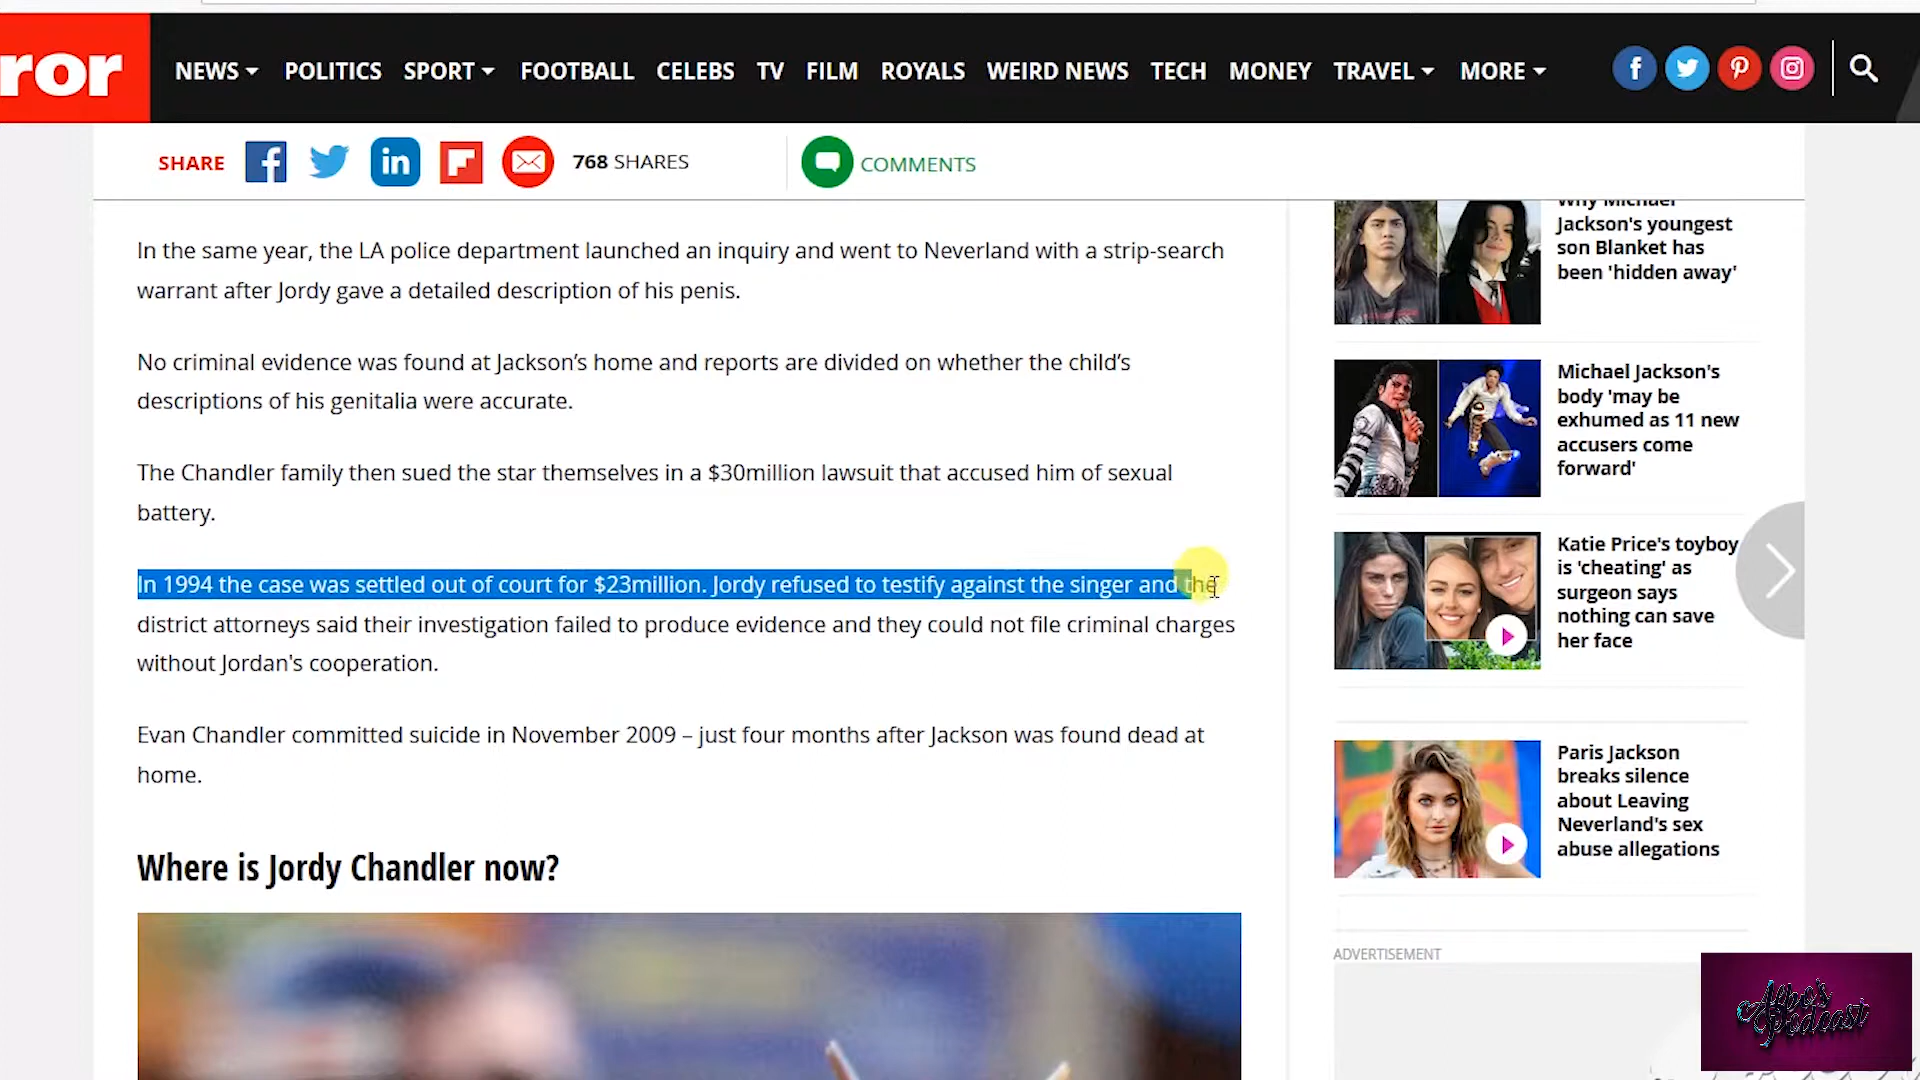 ror
NEWS POLITICS SPORT FOOTBALL CELEBS TV FILM ROYALS WEIRD NEWS TECH MONEY TRAVEL MORE
SHARE 768 SHARES COMMENTS
In the same year, the LA police department launched an inquiry and went to Neverland with a strip-search
warrant after Jordy gave a detailed description of his penis.
No criminal evidence was found at Jackson’s home and reports are divided on whether the child’s
descriptions of his genitalia were accurate.
The Chandler family then sued the star themselves in a $30million lawsuit that accused him of sexual
battery.
In 1994 the case was settled out of court for $23million. Jordy refused to testify against the singer and the
district attorneys said their investigation failed to produce evidence and they could not file criminal charges
without Jordan's cooperation.
Evan Chandler committed suicide in November 2009 – just four months after Jackson was found dead at
home.
Where is Jordy Chandler now?
Why Michael
Jackson's youngest
son Blanket has
been 'hidden away'
Michael Jackson's
body 'may be
exhumed as 11 new
accusers come
forward'
Katie Price's toyboy
is 'cheating' as
surgeon says
nothing can save
her face
Paris Jackson
breaks silence
about Leaving
Neverland's sex
abuse allegations
ADVERTISEMENT
Afro's
Podcast